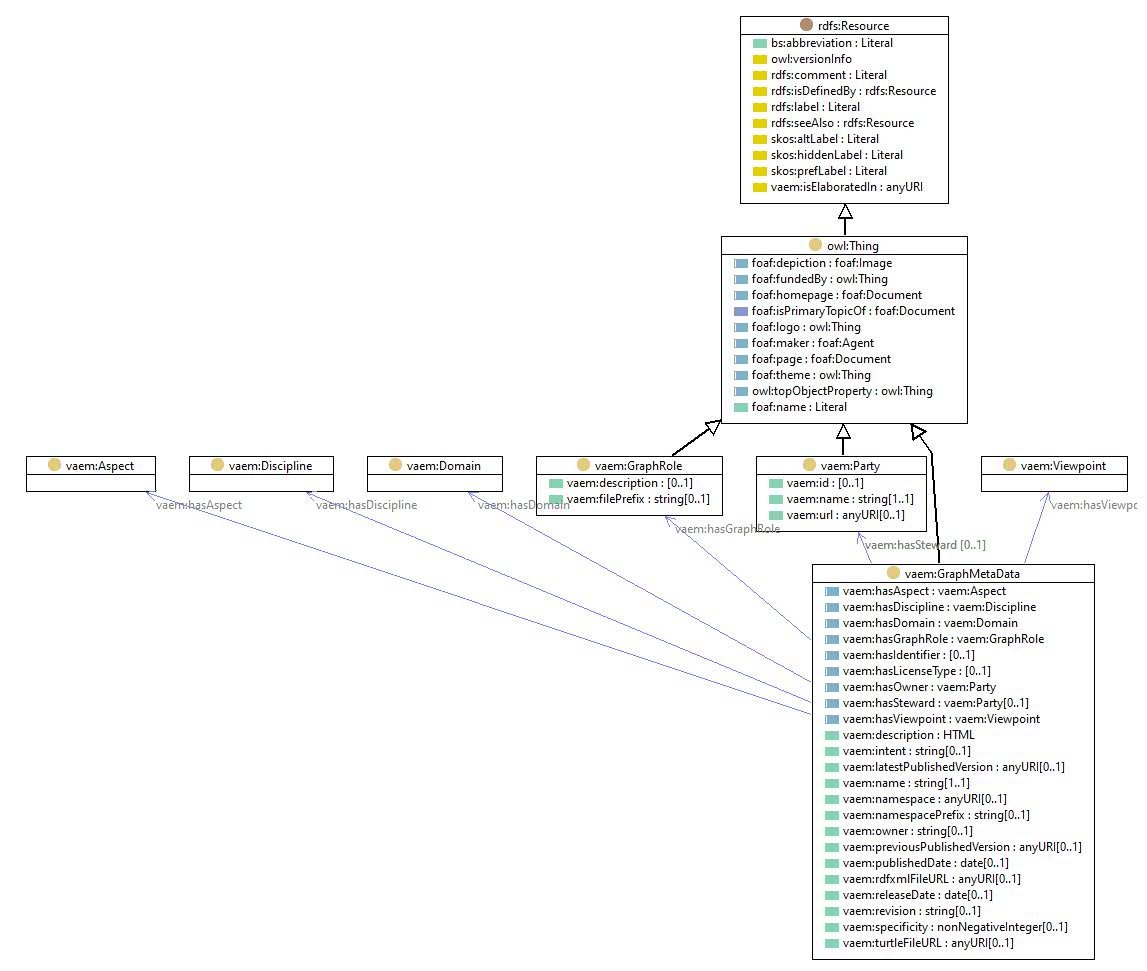 rdfs:Resource
bs:abbreviation : Literal
owl:versionInfo
rdfs:comment : Literal
rdfs:isDefinedBy : rdfs:Resource
rdfs:label : Literal
rdfs:seeAlso : rdfs:Resource
skos:altLabel : Literal
skos:hiddenLabel : Literal
skos:prefLabel : Literal
vaem:isElaboratedIn : anyURI
owl:Thing
foaf:depiction : foaf:Image
foaf:fundedBy : owl:Thing
foaf:homepage : foaf:Document
foaf:isPrimaryTopicOf : foaf:Document
foaf:logo : owl:Thing
foaf:maker : foaf:Agent
foaf:page : foaf:Document
foaf:theme : owl:Thing
owl:topObjectProperty : owl:Thing
foaf:name : Literal
vaem:Aspect
vaem:Discipline
vaem:Domain
vaem:GraphRole
vaem:description : [0..1]
vaem:filePrefix : string[0..1]
vaem:Party
vaem:id : [0..1]
vaem:name : string[1..1]
vaem:url : anyURI[0..1]
vaem:Viewpoint
vaem:hasAspect
vaem:hasDiscipline
vaem:hasDomain
vaem:hasGraphRole
vaem:hasSteward [0..1]
vaem:hasViewpo
vaem:GraphMetaData
vaem:hasAspect : vaem:Aspect
vaem:hasDiscipline : vaem:Discipline
vaem:hasDomain : vaem:Domain
vaem:hasGraphRole : vaem:GraphRole
vaem:hasIdentifier : [0..1]
vaem:hasLicenseType : [0..1]
vaem:hasOwner : vaem:Party
vaem:hasSteward : vaem:Party[0..1]
vaem:hasViewpoint : vaem:Viewpoint
vaem:description : HTML
vaem:intent : string[0..1]
vaem:latestPublishedVersion : anyURI[0..1]
vaem:name : string[1..1]
vaem:namespace : anyURI[0..1]
vaem:namespacePrefix : string[0..1]
vaem:owner : string[0..1]
vaem:previousPublishedVersion : anyURI[0..1]
vaem:publishedDate : date[0..1]
vaem:rdfxmlFileURL : anyURI[0..1]
vaem:releaseDate : date[0..1]
vaem:revision : string[0..1]
vaem:specificity : nonNegativeInteger[0..1]
vaem:turtleFileURL : anyURI[0..1]